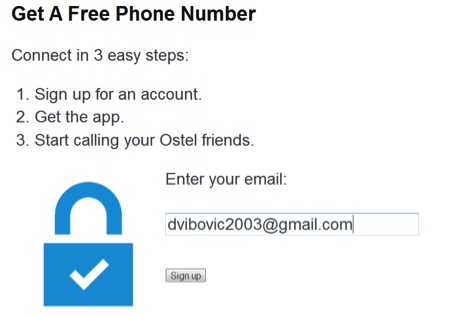 Get A Free Phone Number
Connect in 3 easy steps:
1. Sign up for an account.
2. Get the app.
3. Start calling your Ostel friends.
Enter your email:
dvibovic2003@gmail.com
Sign up